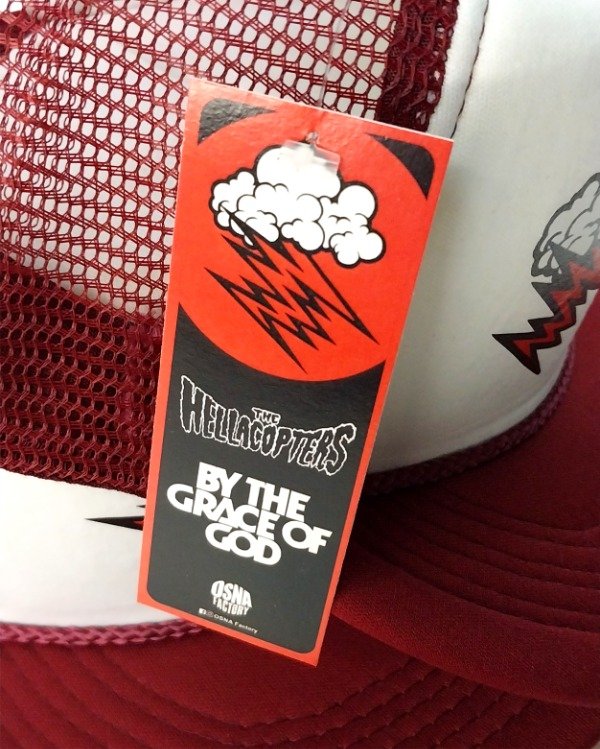 THE
HELLACOPTERS
BY THE
GRACE OF
GOD
OSNA
FACTORY
OSNA Factory